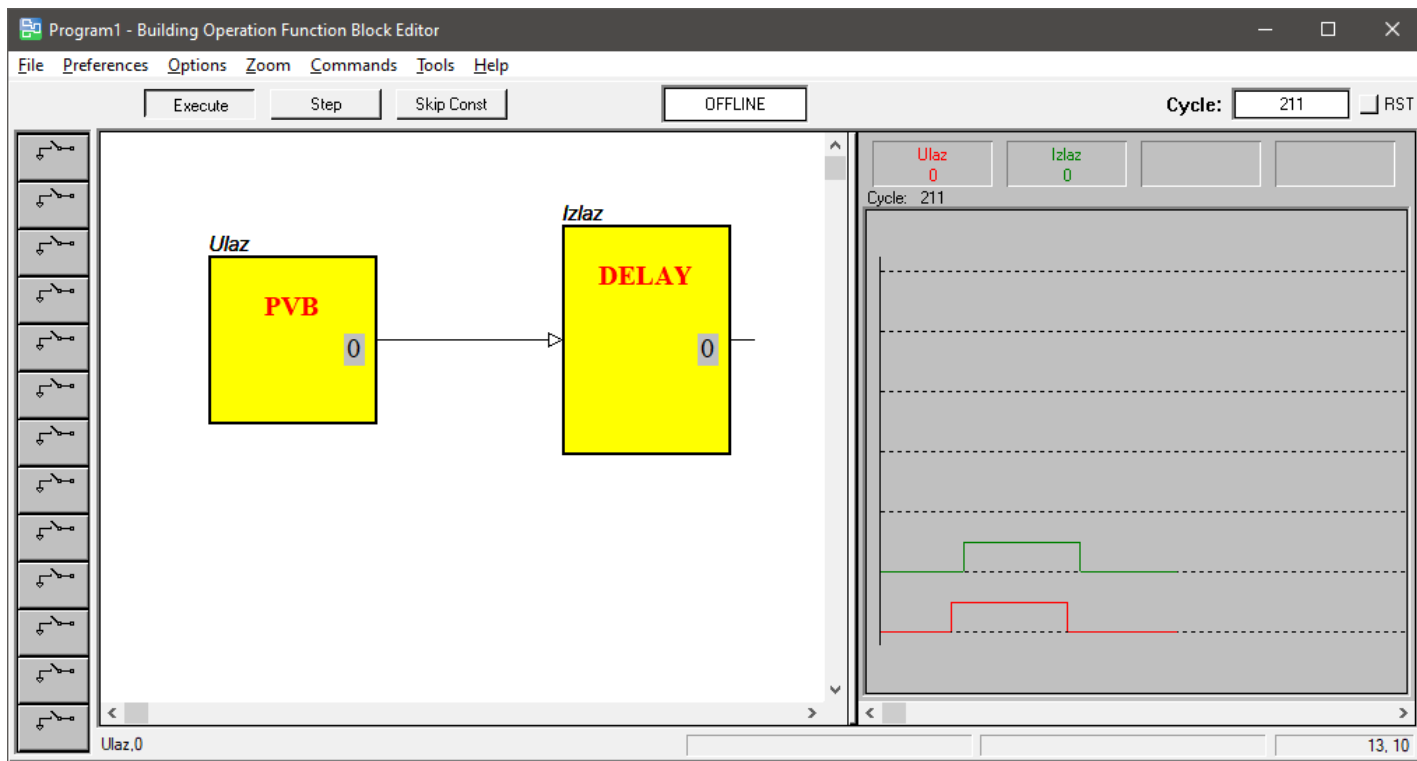 Program1 - Building Operation Function Block Editor
File Preferences Options Zoom Commands Tools Help
Execute Step Skip Const OFFLINE Cycle: 211 RST
Ulaz
0
Izlaz
0
Cycle: 211
Izlaz
DELAY
0
Ulaz
PVB
0
Ulaz,0
13, 10